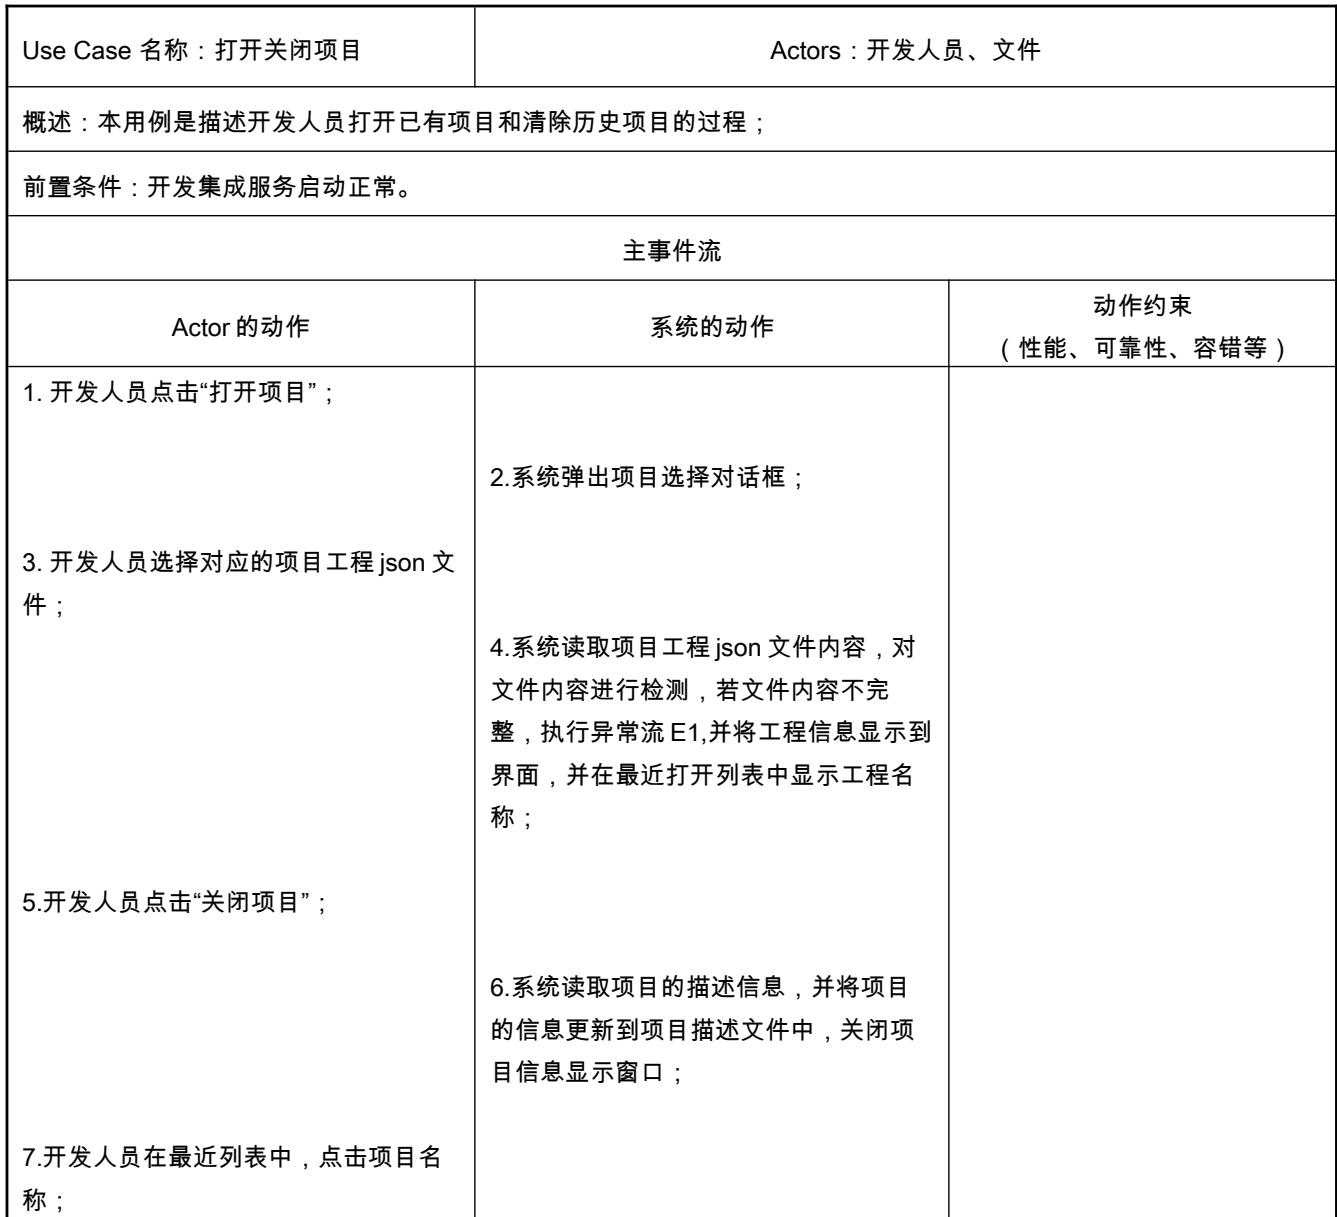 Use Case 名称：打开关闭项目
Actors：开发人员、文件
概述：本用例是描述开发人员打开已有项目和清除历史项目的过程；
前置条件：开发集成服务启动正常。
主事件流
Actor 的动作
系统的动作
动作约束
（性能、可靠性、容错等）
1. 开发人员点击“打开项目”；
2.系统弹出项目选择对话框；
3. 开发人员选择对应的项目工程 json 文
件；
4.系统读取项目工程 json 文件内容，对
文件内容进行检测，若文件内容不完
整，执行异常流 E1,并将工程信息显示到
界面，并在最近打开列表中显示工程名
称；
5.开发人员点击“关闭项目”；
6.系统读取项目的描述信息，并将项目
的信息更新到项目描述文件中，关闭项
目信息显示窗口；
7.开发人员在最近列表中，点击项目名
称；